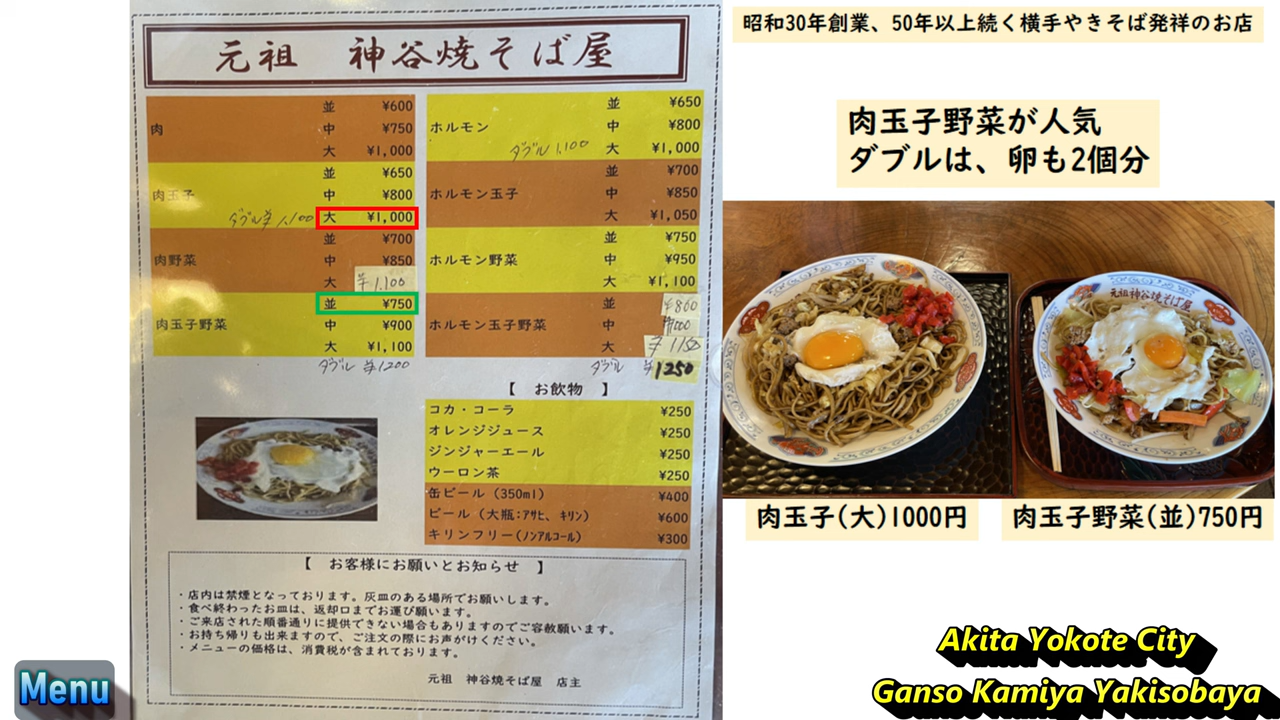 昭和30年創業、50年以上続く横手やきそば発祥のお店
元祖 神谷焼そば屋
肉
並 ¥600
中 ¥750
大 ¥1,000
肉玉子
並 ¥650
中 ¥800
ダブル¥1,100 大 ¥1,000
肉野菜
並 ¥700
中 ¥850
大 ¥1,100
肉玉子野菜
並 ¥750
中 ¥900
大 ¥1,100
ダブル ¥1200
ホルモン
並 ¥650
中 ¥800
ダブル 1,100 大 ¥1,000
ホルモン玉子
並 ¥700
中 ¥850
大 ¥1,050
ホルモン野菜
並 ¥750
中 ¥950
大 ¥1,100
ホルモン玉子野菜
並 ¥800
中
大 ¥1150
ダブル ¥1250
【 お飲物 】
コカ・コーラ ¥250
オレンジジュース ¥250
ジンジャーエール ¥250
ウーロン茶 ¥250
缶ビール (350ml) ¥400
ビール (大瓶:ｱｻﾋ、ｷﾘﾝ) ¥600
キリンフリー(ﾉﾝｱﾙｺｰﾙ) ¥300
【 お客様にお願いとお知らせ 】
・店内は禁煙となっております。灰皿のある場所でお願いします。
・食べ終わったお皿は、返却口までお運び願います。
・ご来店された順番通りに提供できない場合もありますのでご容赦願います。
・お持ち帰りも出来ますので、ご注文の際にお声がけください。
・メニューの価格は、消費税が含まれております。
元祖 神谷焼そば屋 店主
肉玉子野菜が人気
ダブルは、卵も2個分
元祖神谷焼そば屋
肉玉子(大)1000円
肉玉子野菜(並)750円
Menu
Akita Yokote City
Ganso Kamiya Yakisobaya